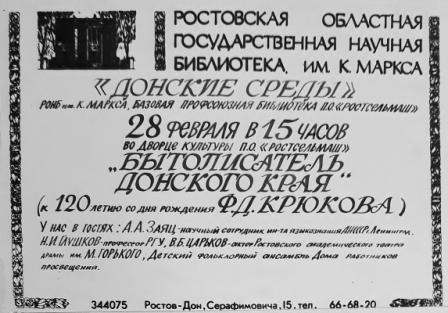 РОСТОВСКАЯ ОБЛАСТНАЯ
ГОСУДАРСТВЕННАЯ НАУЧНАЯ
БИБЛИОТЕКА, ИМ. К. МАРКСА
«ДОНСКИЕ СРЕДЫ»
РОНБ им. К. МАРКСА, БАЗОВАЯ ПРОФСОЮЗНАЯ БИБЛИОТЕКА П.О. «РОСТСЕЛЬМАШ»
28 ФЕВРАЛЯ В 15 ЧАСОВ
ВО ДВОРЦЕ КУЛЬТУРЫ П.О. «РОСТСЕЛЬМАШ»
„БЫТОПИСАТЕЛЬ
ДОНСКОГО КРАЯ"
(К 120 ЛЕТИЮ СО ДНЯ РОЖДЕНИЯ Ф.Д. КРЮКОВА)
У НАС В ГОСТЯХ: А.А. ЗАЯЦ-НАУЧНЫЙ СОТРУДНИК ИН-ТА ЯЗЫКОЗНАНИЯ Ленинград,
Н.И. ГЛУШКОВ-ПРОФЕССОР РГУ, В.Б. ЦАРЬКОВ-АКТЕР РОСТОВСКОГО АКАДЕМИЧЕСКОГО ТЕАТРА
ДРАМЫ ИМ. М. ГОРЬКОГО, ДЕТСКИЙ ФОЛЬКЛОРНЫЙ АНСАМБЛЬ ДОМА РАБОТНИКОВ
ПРОСВЕЩЕНИЯ.
344075 Ростов-Дон, Серафимовича, 15, тел. 66-68-20